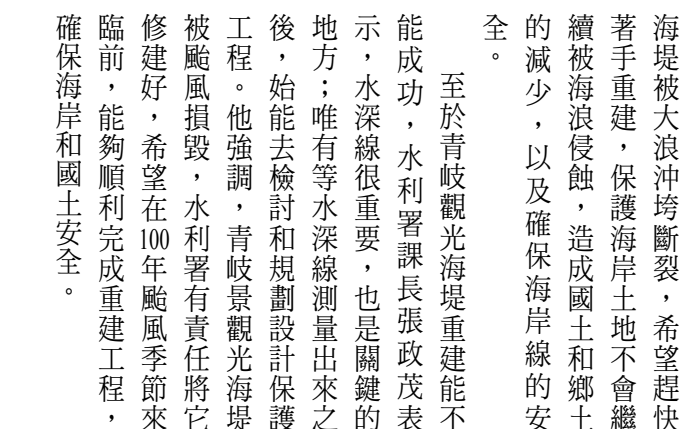 海堤被大浪沖垮斷裂，希望趕快
著手重建，保護海岸土地不會繼
續被海浪侵蝕，造成國土和鄉土
的減少，以及確保海岸線的安
全。
至於青岐觀光海堤重建能不
能成功，水利署課長張政茂表
示，水深線很重要，也是關鍵的
地方；唯有等水深線測量出來之
後，始能去檢討和規劃設計保護
工程。他強調，青岐景觀光海堤
被颱風損毀，水利署有責任將它
修建好，希望在100年颱風季節來
臨前，能夠順利完成重建工程，
確保海岸和國土安全。